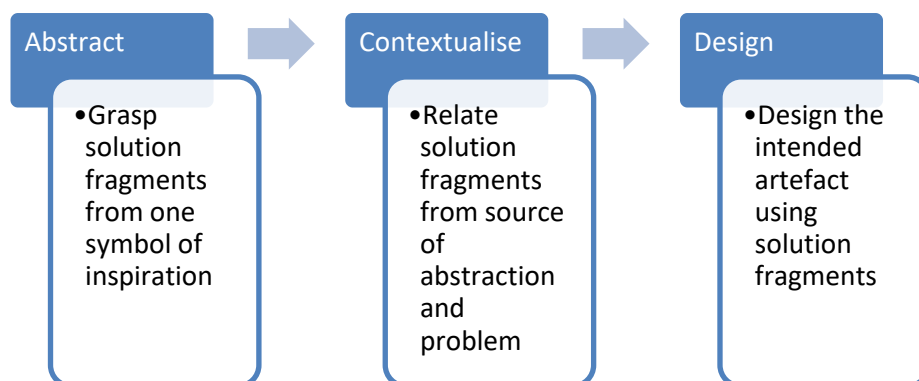 Abstract
•Grasp
solution
fragments
from one
symbol of
inspiration
Contextualise
•Relate
solution
fragments
from source
of
abstraction
and
problem
Design
•Design the
intended
artefact
using
solution
fragments